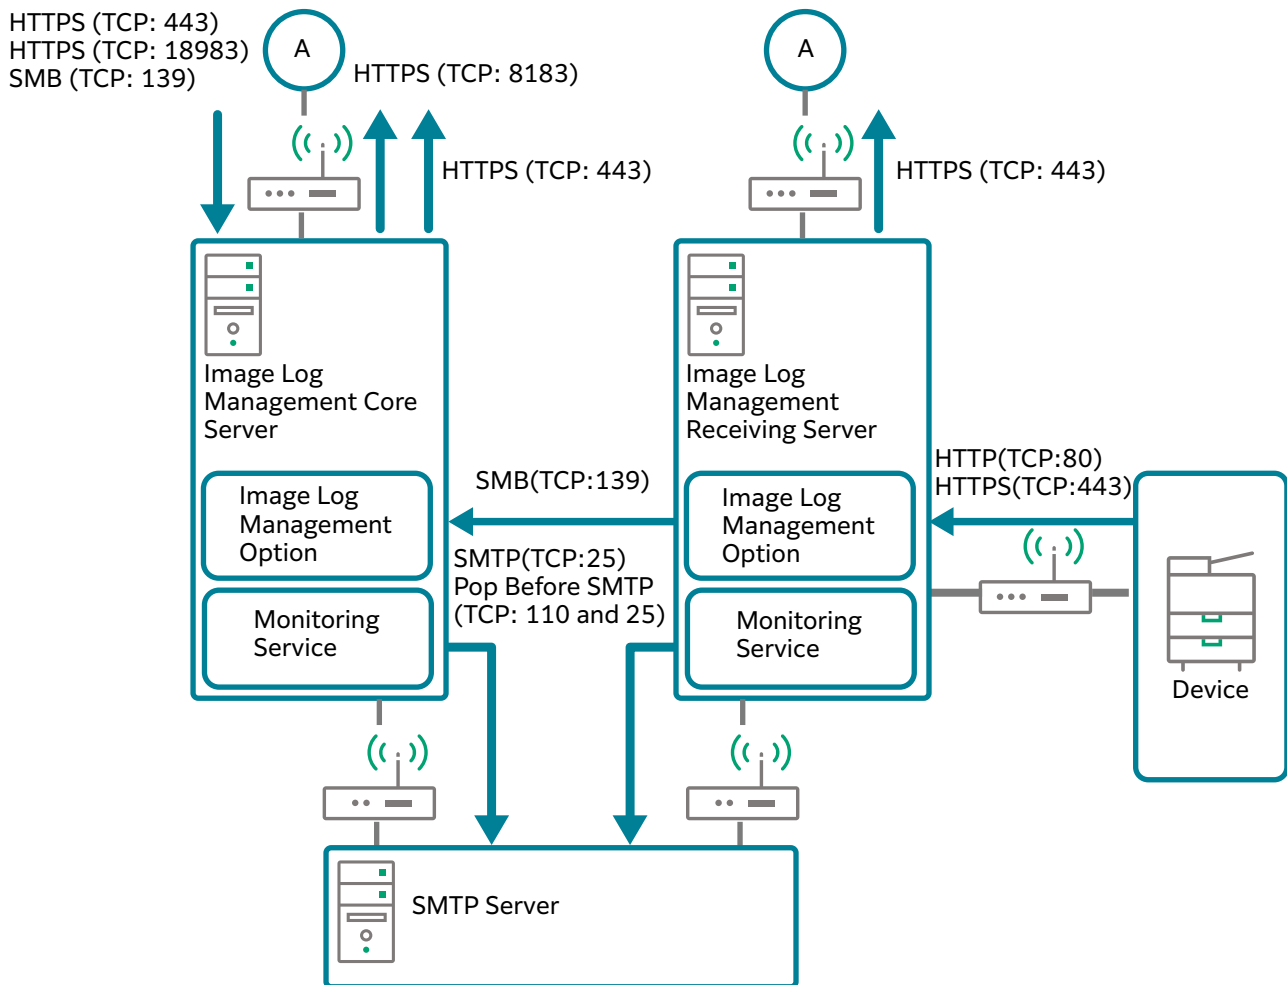 HTTPS (TCP: 443)
HTTPS (TCP: 18983)
SMB (TCP: 139)
A
HTTPS (TCP: 8183)
HTTPS (TCP: 443)
A
HTTPS (TCP: 443)
Image Log
Management Core
Server
Image Log
Management
Receiving Server
Image Log
Management
Option
Monitoring
Service
SMB(TCP:139)
SMTP(TCP:25)
Pop Before SMTP
(TCP: 110 and 25)
Image Log
Management
Option
Monitoring
Service
HTTP(TCP:80)
HTTPS(TCP:443)
Device
SMTP Server